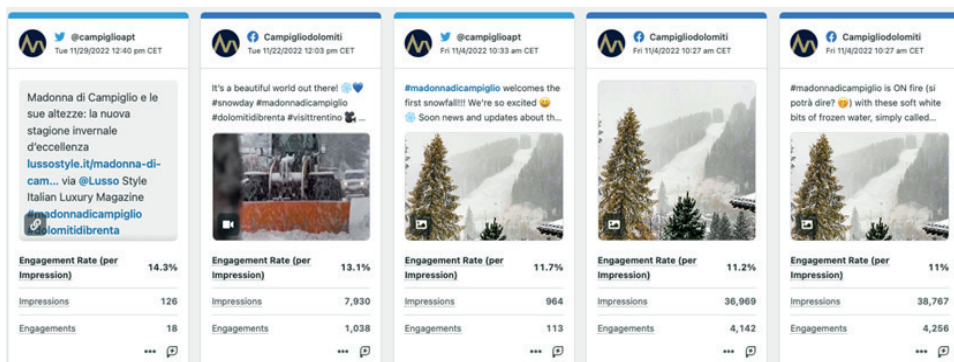 @campiglioapt
Tue 11/29/2022 12:40 pm CET
Madonna di Campiglio e le
sue altezze: la nuova
stagione invernale
d'eccellenza
lussostyle.it/madonna-di-
cam... via @Lusso Style
Italian Luxury Magazine
#madonnadicampiglio
#dolomitidibrenta
Engagement Rate (per
Impression) 14.3%
Impressions 126
Engagements 18
Campigliodolomiti
Tue 11/22/2022 12:03 pm CET
It's a beautiful world out there! ❄️💙
#snowday #madonnadicampiglio
#dolomitidibrenta #visittrentino 🎥 ...
Engagement Rate (per
Impression) 13.1%
Impressions 7,930
Engagements 1,038
@campiglioapt
Fri 11/4/2022 10:33 am CET
#madonnadicampiglio welcomes the
first snowfall!!! We're so excited 😀
❄️ Soon news and updates about th...
Engagement Rate (per
Impression) 11.7%
Impressions 964
Engagements 113
Campigliodolomiti
Fri 11/4/2022 10:27 am CET
Engagement Rate (per
Impression) 11.2%
Impressions 36,969
Engagements 4,142
Campigliodolomiti
Fri 11/4/2022 10:27 am CET
#madonnadicampiglio is ON fire (si
potrà dire? 🤭) with these soft white
bits of frozen water, simply called...
Engagement Rate (per
Impression) 11%
Impressions 38,767
Engagements 4,256